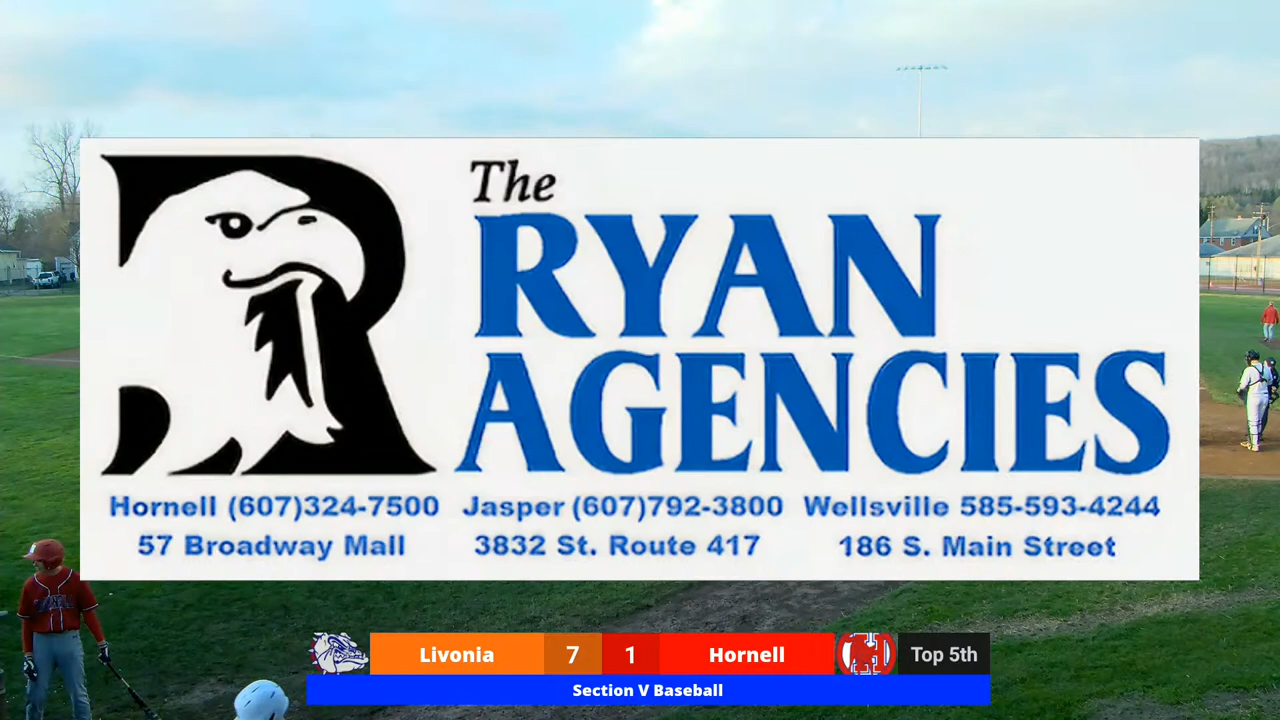 The
RYAN
AGENCIES
Hornell (607)324-7500 Jasper (607)792-3800 Wellsville 585-593-4244
57 Broadway Mall 3832 St. Route 417 186 S. Main Street
Livonia 7 1 Hornell Top 5th
Section V Baseball